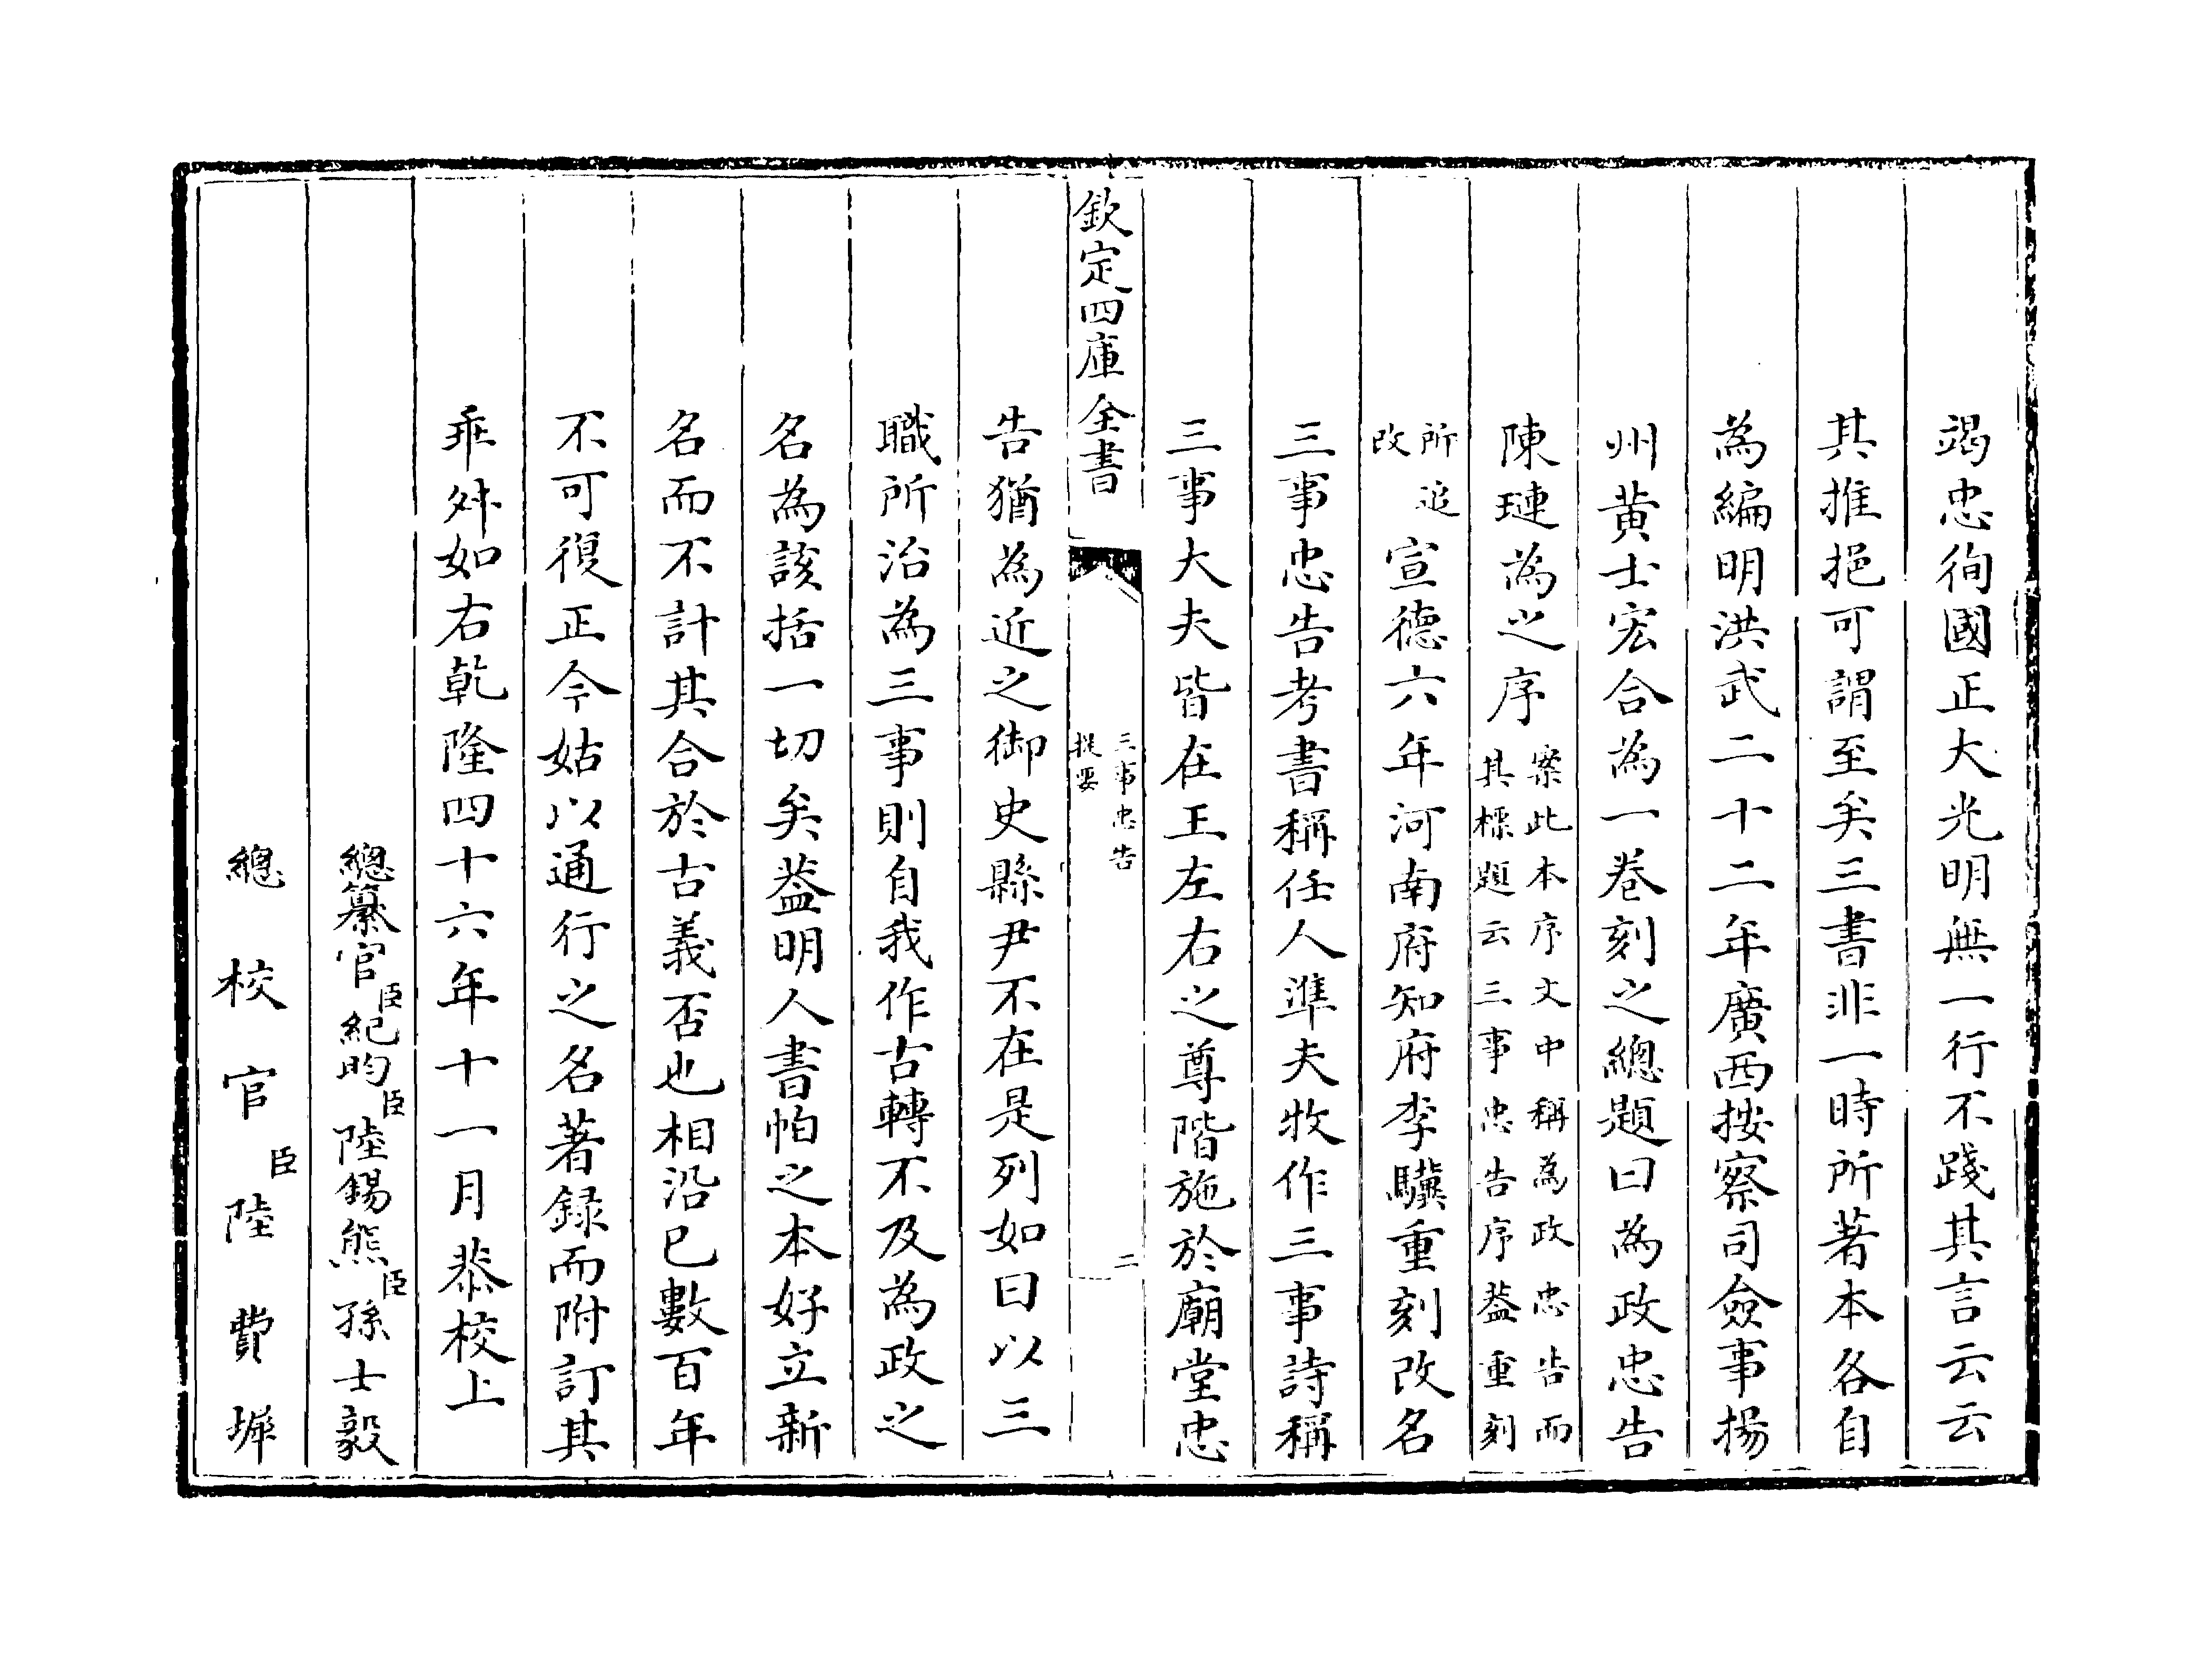 竭忠徇國正大光明無一行不踐其言云云
其推挹可謂至矣三書非一時所著本各自
為編明洪武二十二年廣西按察司僉事揚
州黄士宏合為一卷刻之總題曰為政忠告
陳璉為之序案此本序文中稱為政忠告而
其標題云三事忠告序葢重刻
所追
改
宣德六年河南府知府李驥重刻改名
三事忠告考書稱任人準夫牧作三事詩稱
三事大夫皆在王左右之尊階施於廟堂忠
欽定四庫全書
三事忠告
提要
二
告猶為近之御史縣尹不在是列如曰以三
職所治為三事則自我作古轉不及為政之
名為該括一切矣葢明人書帕之本好立新
名而不計其合於古義否也相沿已數百年
不可復正今姑以通行之名著録而附訂其
乖舛如右乾隆四十六年十一月恭校上
總纂官臣紀昀臣陸錫熊臣孫士毅
總校官臣陸費墀